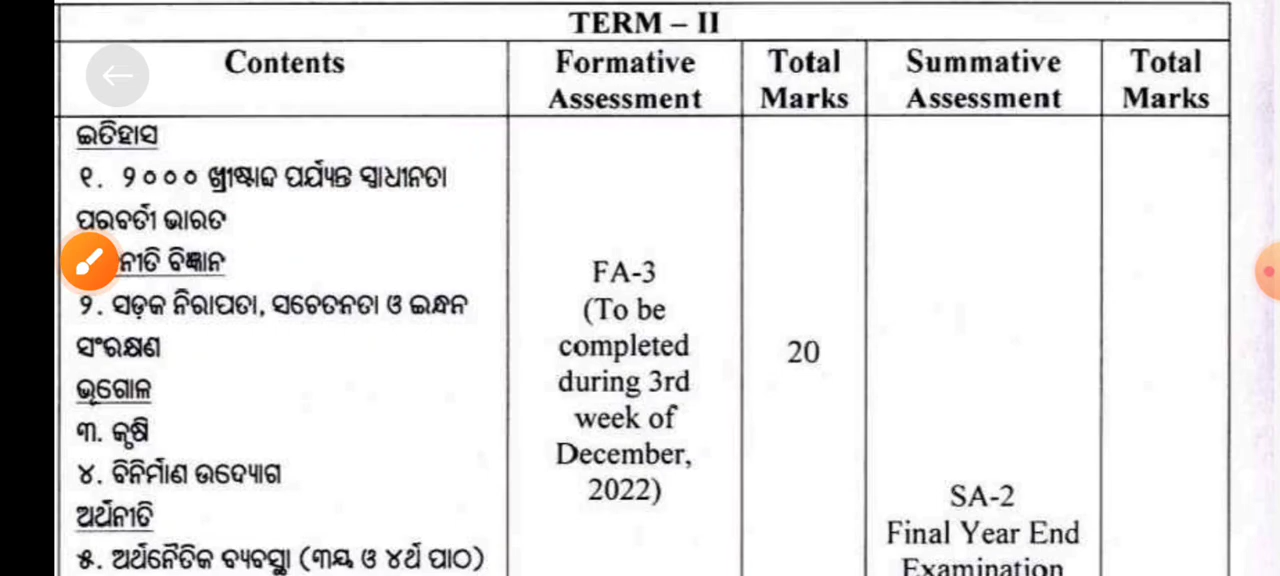 TERM – II
Contents
Formative Assessment
Total Marks
Summative Assessment
Total Marks
ଇତିହାସ
୧. ୨୦୦୦ ଖ୍ରୀଷ୍ଟାବ୍ଦ ପର୍ଯ୍ୟନ୍ତ ସ୍ୱାଧୀନତା
ପରବର୍ତୀ ଭାରତ
ନୀତି ବିଜ୍ଞାନ
୨. ସଡ଼କ ନିରାପତା, ସଚେତନତା ଓ ଇନ୍ଧନ
ସଂରକ୍ଷଣ
ଭୂଗୋଳ
୩. କୃଷି
୪. ବିନିର୍ମାଣ ଉଦ୍ୟୋଗ
ଅର୍ଥନୀତି
୫. ଅର୍ଥନୈତିକ ବ୍ୟବସ୍ଥା (୩ୟ ଓ ୪ର୍ଥ ପାଠ)
FA-3
(To be
completed
during 3rd
week of
December,
2022)
20
SA-2
Final Year End
Examination